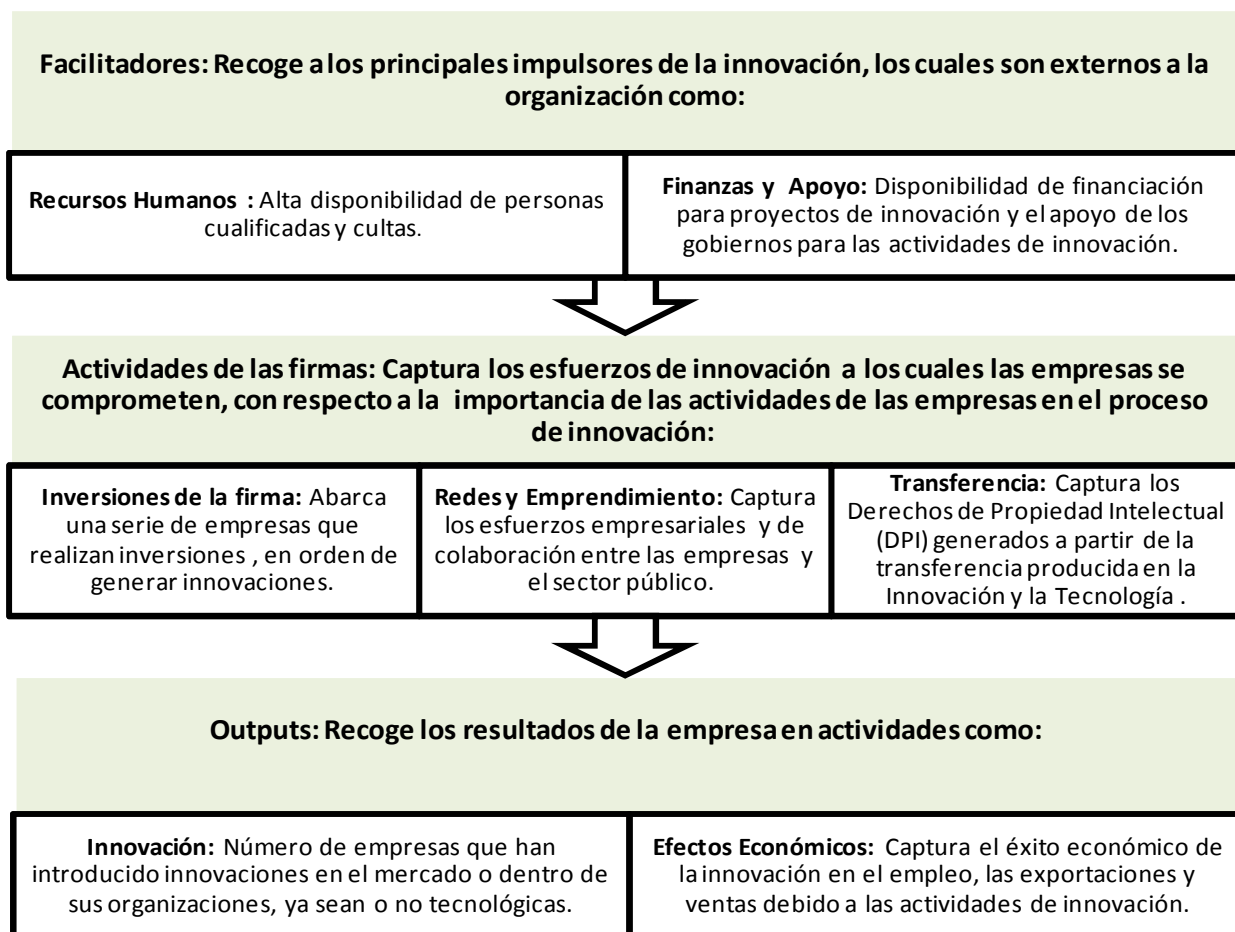 Facilitadores: Recoge a los principales impulsores de la innovación, los cuales son externos a la
organización como:
Recursos Humanos : Alta disponibilidad de personas
cualificadas y cultas.
Finanzas y Apoyo: Disponibilidad de financiación
para proyectos de innovación y el apoyo de los
gobiernos para las actividades de innovación.
Actividades de las firmas: Captura los esfuerzos de innovación a los cuales las empresas se
comprometen, con respecto a la importancia de las actividades de las empresas en el proceso
de innovación:
Inversiones de la firma: Abarca
una serie de empresas que
realizan inversiones , en orden de
generar innovaciones.
Redes y Emprendimiento: Captura
los esfuerzos empresariales y de
colaboración entre las empresas y
el sector público.
Transferencia: Captura los
Derechos de Propiedad Intelectual
(DPI) generados a partir de la
transferencia producida en la
Innovación y la Tecnología .
Outputs: Recoge los resultados de la empresa en actividades como:
Innovación: Número de empresas que han
introducido innovaciones en el mercado o dentro de
sus organizaciones, ya sean o no tecnológicas.
Efectos Económicos: Captura el éxito económico de
la innovación en el empleo, las exportaciones y
ventas debido a las actividades de innovación.